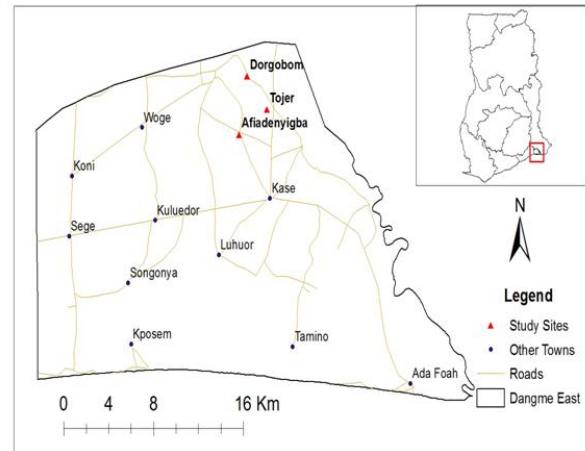 Dorgobom
Tojer
Woge
Afiadenyigba
Koni
Kase
N
Kuluedor
Sege
Luhuor
Songonya
Legend
Study Sites
Kposem
Tamino
Other Towns
Ada Foah
Roads
0 4 8 12 16 Km
Dangme East